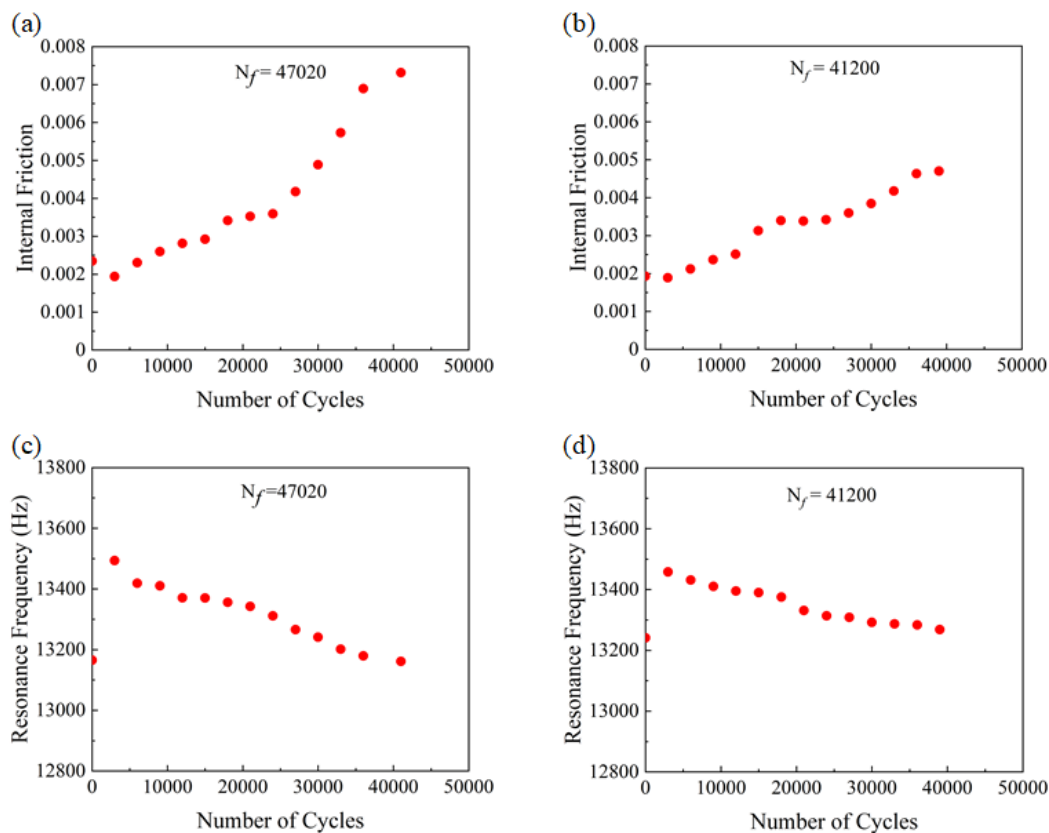 (a)
N𝑓 = 47020
Internal Friction
0.008
0.007
0.006
0.005
0.004
0.003
0.002
0.001
0
0 10000 20000 30000 40000 50000
Number of Cycles
(b)
N𝑓 = 41200
Internal Friction
0.008
0.007
0.006
0.005
0.004
0.003
0.002
0.001
0
0 10000 20000 30000 40000 50000
Number of Cycles
(c)
N𝑓=47020
Resonance Frequency (Hz)
13800
13600
13400
13200
13000
12800
0 10000 20000 30000 40000 50000
Number of Cycles
(d)
N𝑓 = 41200
Resonance Frequency (Hz)
13800
13600
13400
13200
13000
12800
0 10000 20000 30000 40000 50000
Number of Cycles